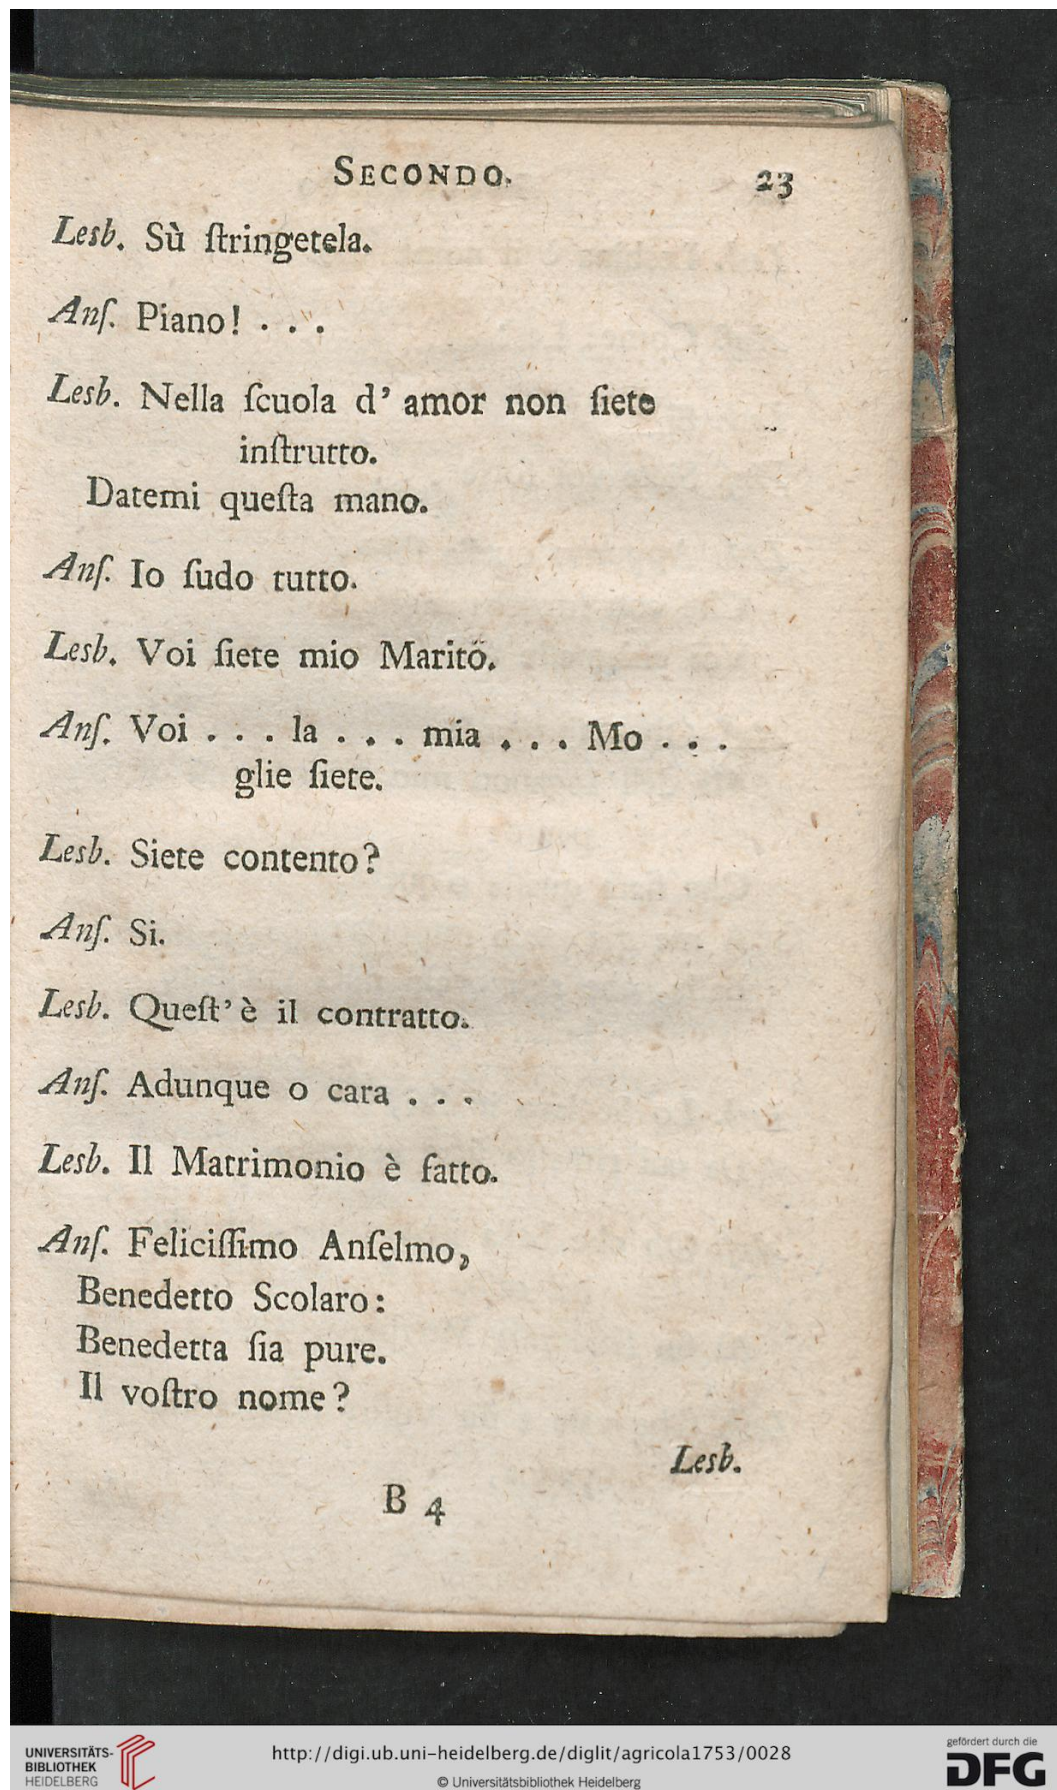 SECONDO. 23
Lesb. Sù ſtringetela.
Anſ. Piano! . . .
Lesb. Nella ſcuola d' amor non ſiete
inſtrutto.
Datemi queſta mano.
Anſ. Io ſudo tutto.
Lesb. Voi ſiete mio Marito.
Anſ. Voi . . . la . . . mia . . . Mo . . .
glie ſiete.
Lesb. Siete contento?
Anſ. Si.
Lesb. Queſt' è il contratto.
Anſ. Adunque o cara . . .
Lesb. Il Matrimonio è fatto.
Anſ. Feliciſſimo Anſelmo,
Benedetto Scolaro:
Benedetta ſia pure.
Il voſtro nome?
Lesb.
B 4
UNIVERSITÄTS-
BIBLIOTHEK
HEIDELBERG
http://digi.ub.uni-heidelberg.de/diglit/agricola1753/0028
© Universitätsbibliothek Heidelberg
gefördert durch die
DFG